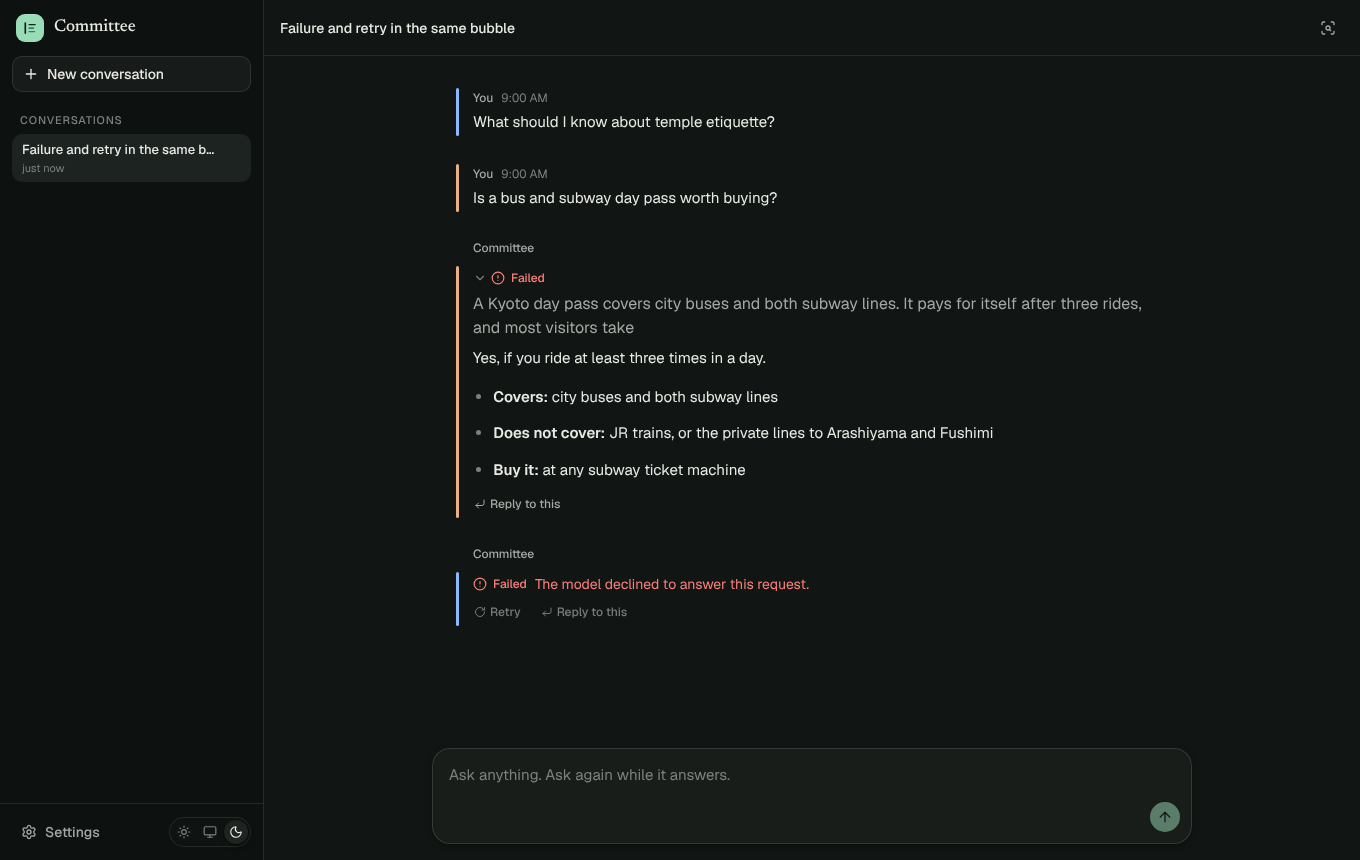 Committee
New conversation
CONVERSATIONS
Failure and retry in the same b…
just now
Settings
Failure and retry in the same bubble
You 9:00 AM
What should I know about temple etiquette?
You 9:00 AM
Is a bus and subway day pass worth buying?
Committee
Failed
A Kyoto day pass covers city buses and both subway lines. It pays for itself after three rides,
and most visitors take
Yes, if you ride at least three times in a day.
Covers: city buses and both subway lines
Does not cover: JR trains, or the private lines to Arashiyama and Fushimi
Buy it: at any subway ticket machine
Reply to this
Committee
Failed The model declined to answer this request.
Retry Reply to this
Ask anything. Ask again while it answers.